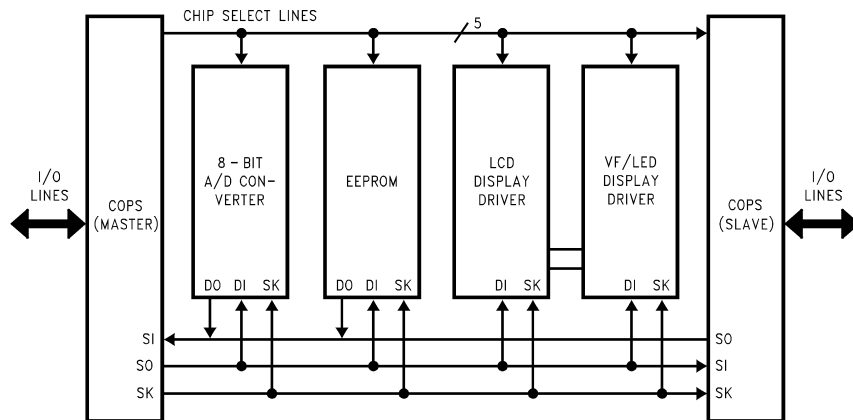 CHIP SELECT LINES
5
I/O
LINES
COPS
(MASTER)
8 - BIT
A/D CON-
VERTER
EEPROM
LCD
DISPLAY
DRIVER
VF/LED
DISPLAY
DRIVER
COPS
(SLAVE)
I/O
LINES
DO DI SK
DO DI SK
DI SK
DI SK
SI
SO
SK
SO
SI
SK